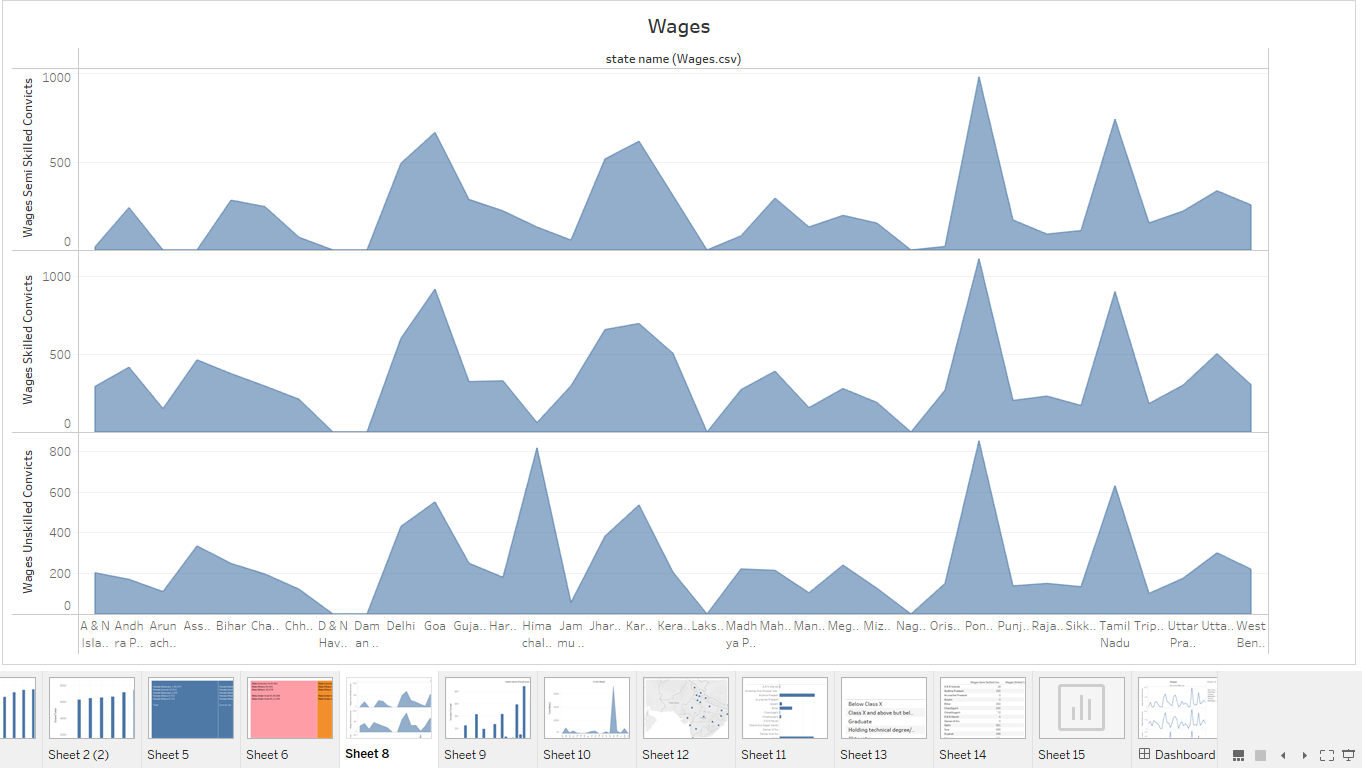 Wages
state name (Wages.csv)
Wages Semi Skilled Convicts
1000
500
0
Wages Skilled Convicts
1000
500
0
Wages Unskilled Convicts
800
600
400
200
0
A & N Isla..
Andh ra P..
Arun ach..
Ass..
Bihar
Cha..
Chh..
D & N Hav..
Dam an ..
Delhi
Goa
Guja..
Har..
Hima chal..
Jam mu ..
Jhar..
Kar..
Kera..
Laks..
Madh ya P..
Mah..
Man..
Meg..
Miz..
Nag..
Oris..
Pon..
Punj..
Raja..
Sikk..
Tamil Nadu
Trip..
Uttar Pra..
Utta..
West Ben..
Below Class X
Class X and above but bel..
Graduate
Holding technical degree/..
Sheet 2 (2)
Sheet 5
Sheet 6
Sheet 8
Sheet 9
Sheet 10
Sheet 12
Sheet 11
Sheet 13
Sheet 14
Sheet 15
Dashboard